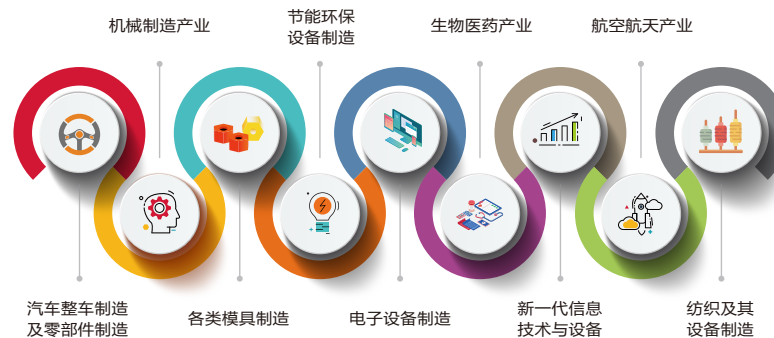 机械制造产业
节能环保
设备制造
生物医药产业
航空航天产业
汽车整车制造
及零部件制造
各类模具制造
电子设备制造
新一代信息
技术与设备
纺织及其
设备制造